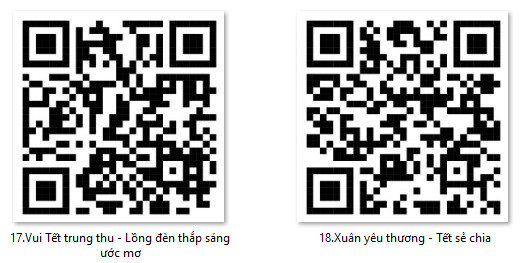 17.Vui Tết trung thu - Lồng đèn thắp sáng
ước mơ
18.Xuân yêu thương - Tết sẻ chia